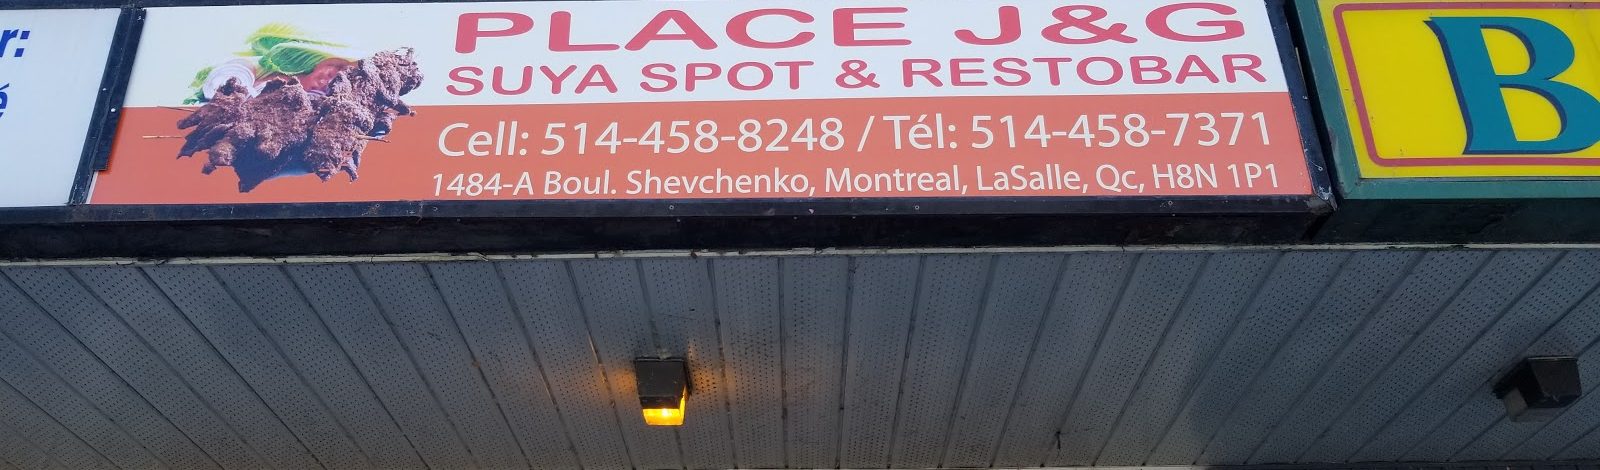 r:
é
PLACE J&G
SUYA SPOT & RESTOBAR
Cell: 514-458-8248 / Tél: 514-458-7371
1484-A Boul. Shevchenko, Montreal, LaSalle, Qc, H8N 1P1
B